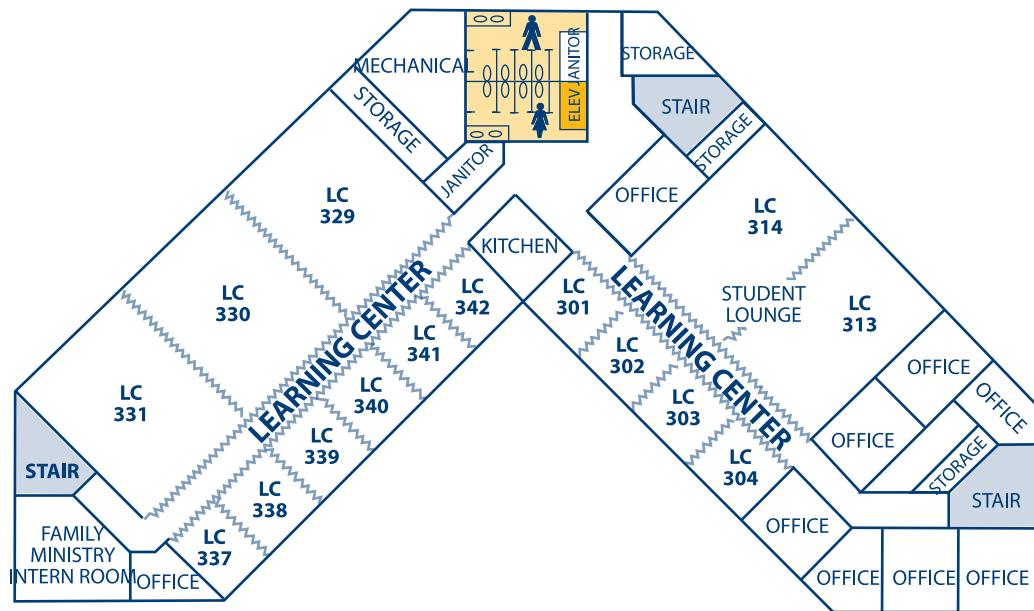 MECHANICAL
JANITOR
ELEV
STORAGE
STAIR
STORAGE
STORAGE
JANITOR
OFFICE
LC
329
LC
314
KITCHEN
LC
330
LC
342
LC
301
LEARNING CENTER
LEARNING CENTER
STUDENT
LOUNGE
LC
313
LC
341
LC
302
OFFICE
LC
331
LC
340
LC
303
OFFICE
OFFICE
LC
339
LC
304
STORAGE
STAIR
STAIR
LC
338
OFFICE
FAMILY
MINISTRY
INTERN ROOM
LC
337
OFFICE
OFFICE
OFFICE
OFFICE